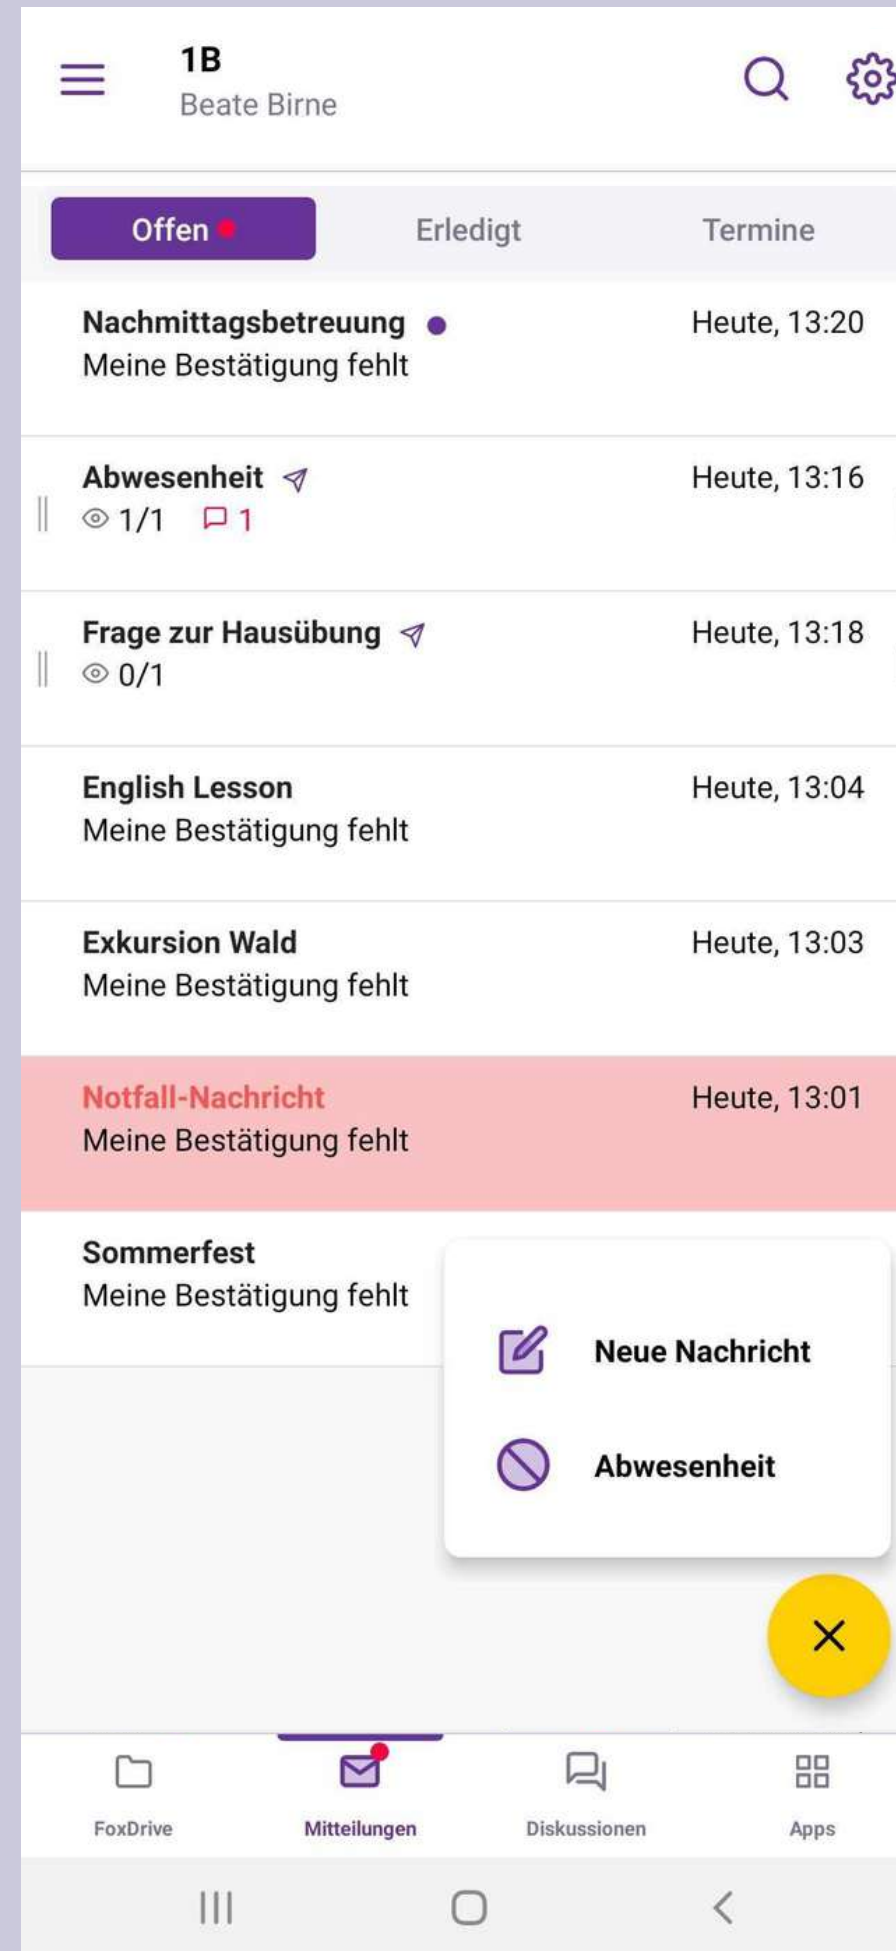 1B
Beate Birne
Offen Erledigt Termine
Nachmittagsbetreuung Heute, 13:20
Meine Bestätigung fehlt
Abwesenheit Heute, 13:16
1/1 1
Frage zur Hausübung Heute, 13:18
0/1
English Lesson Heute, 13:04
Meine Bestätigung fehlt
Exkursion Wald Heute, 13:03
Meine Bestätigung fehlt
Notfall-Nachricht Heute, 13:01
Meine Bestätigung fehlt
Sommerfest
Meine Bestätigung fehlt
Neue Nachricht
Abwesenheit
FoxDrive Mitteilungen Diskussionen Apps